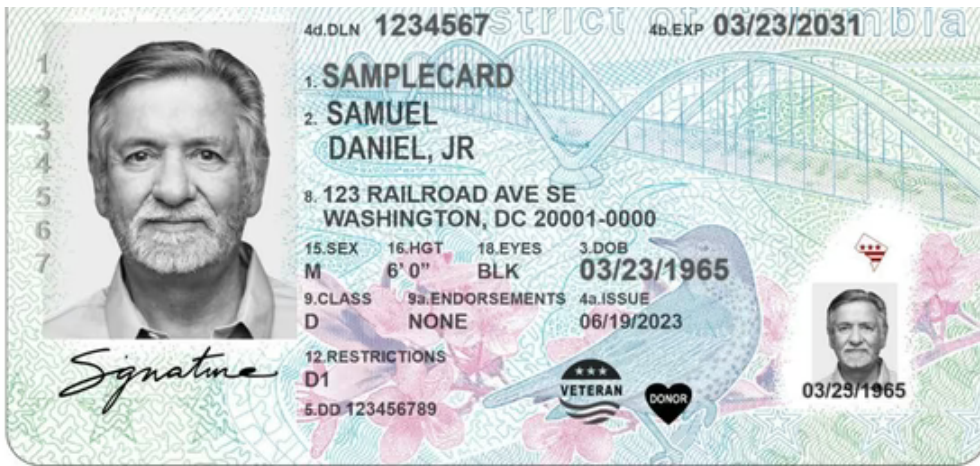 District of Columbia
4d.DLN 1234567 4b.EXP 03/23/2031
1. SAMPLECARD
2. SAMUEL
DANIEL, JR
8. 123 RAILROAD AVE SE
WASHINGTON, DC 20001-0000
15.SEX 16.HGT 18.EYES 3.DOB
M 6' 0" BLK 03/23/1965
9.CLASS 9a.ENDORSEMENTS 4a.ISSUE
D NONE 06/19/2023
12.RESTRICTIONS
D1
5.DD 123456789
VETERAN
DONOR
03/23/1965
Signature
1
2
3
4
5
6
7